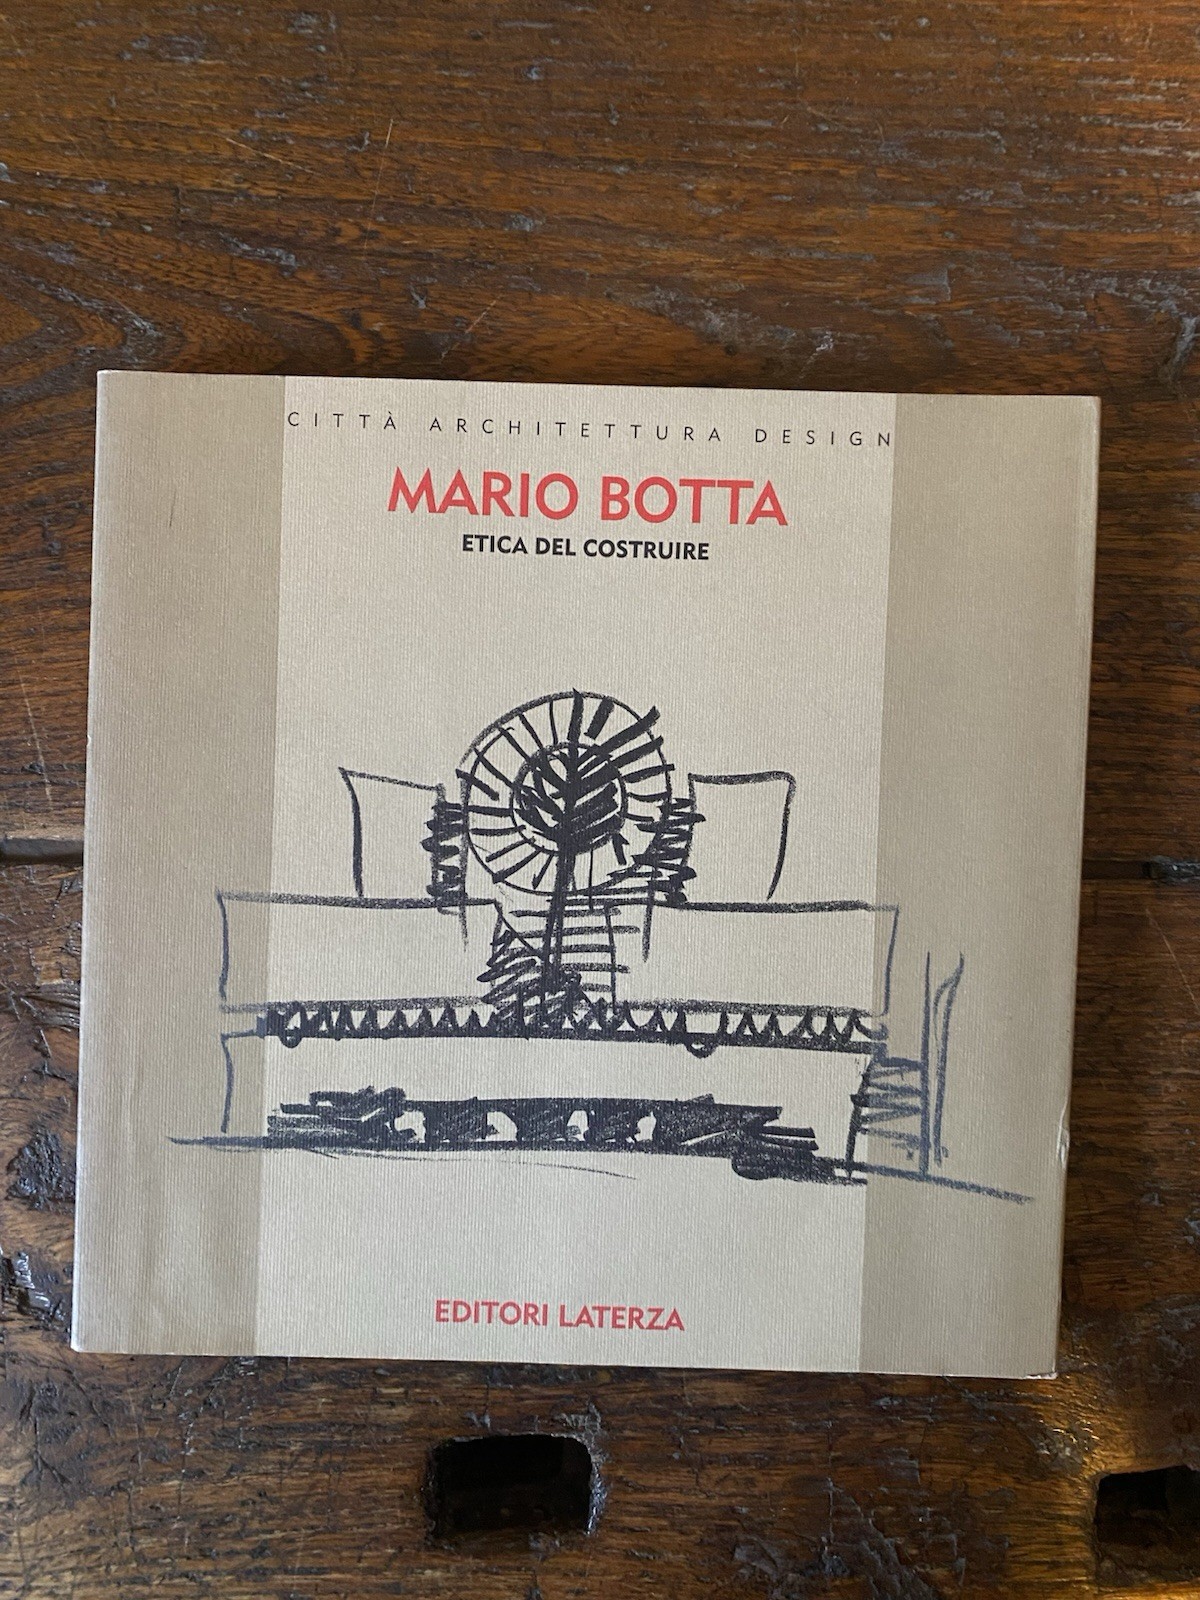 CITTÀ ARCHITETTURA DESIGN
MARIO BOTTA
ETICA DEL COSTRUIRE
EDITORI LATERZA